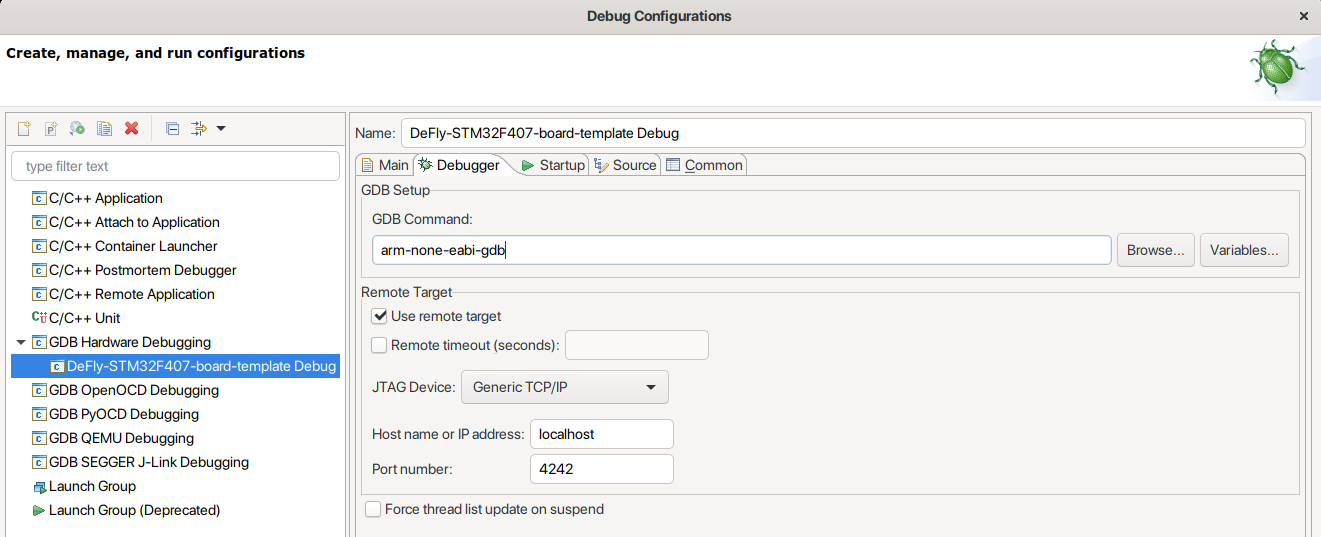 Debug Configurations
Create, manage, and run configurations
type filter text
C/C++ Application
C/C++ Attach to Application
C/C++ Container Launcher
C/C++ Postmortem Debugger
C/C++ Remote Application
C/C++ Unit
GDB Hardware Debugging
DeFly-STM32F407-board-template Debug
GDB OpenOCD Debugging
GDB PyOCD Debugging
GDB QEMU Debugging
GDB SEGGER J-Link Debugging
Launch Group
Launch Group (Deprecated)
Name: DeFly-STM32F407-board-template Debug
Main Debugger Startup Source Common
GDB Setup
GDB Command:
arm-none-eabi-gdb Browse... Variables...
Remote Target
Use remote target
Remote timeout (seconds):
JTAG Device: Generic TCP/IP
Host name or IP address: localhost
Port number: 4242
Force thread list update on suspend